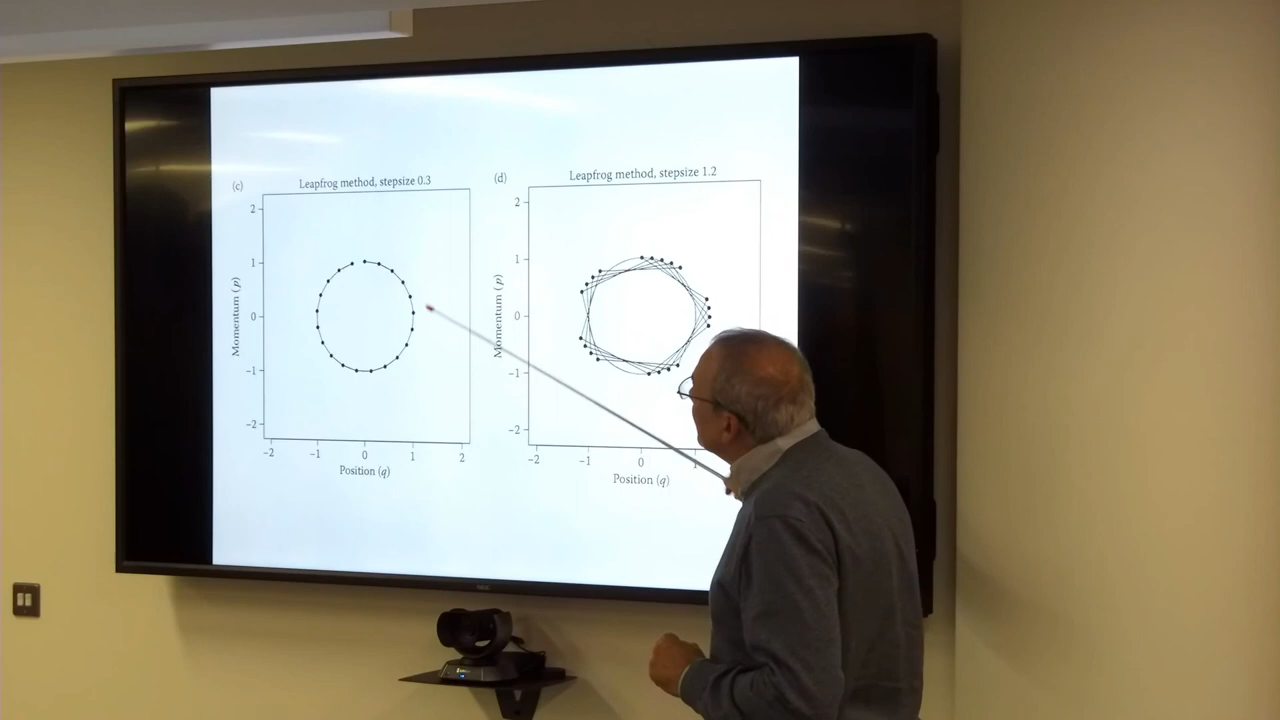 (c)
Leapfrog method, stepsize 0.3
2
1
0
−1
−2
Momentum (p)
−2 −1 0 1 2
Position (q)
(d)
Leapfrog method, stepsize 1.2
2
1
0
−1
−2
Momentum (p)
−2 −1 0 1
Position (q)